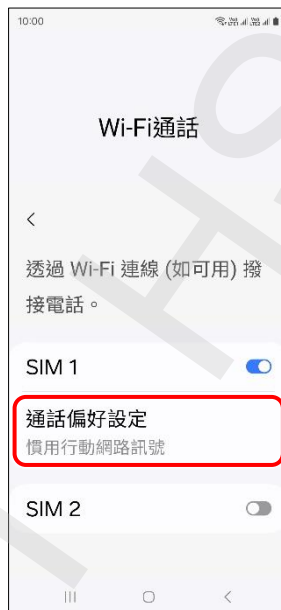 10:00
Wi-Fi通話
透過 Wi-Fi 連線 (如可用) 撥
接電話。
SIM 1
通話偏好設定
慣用行動網路訊號
SIM 2